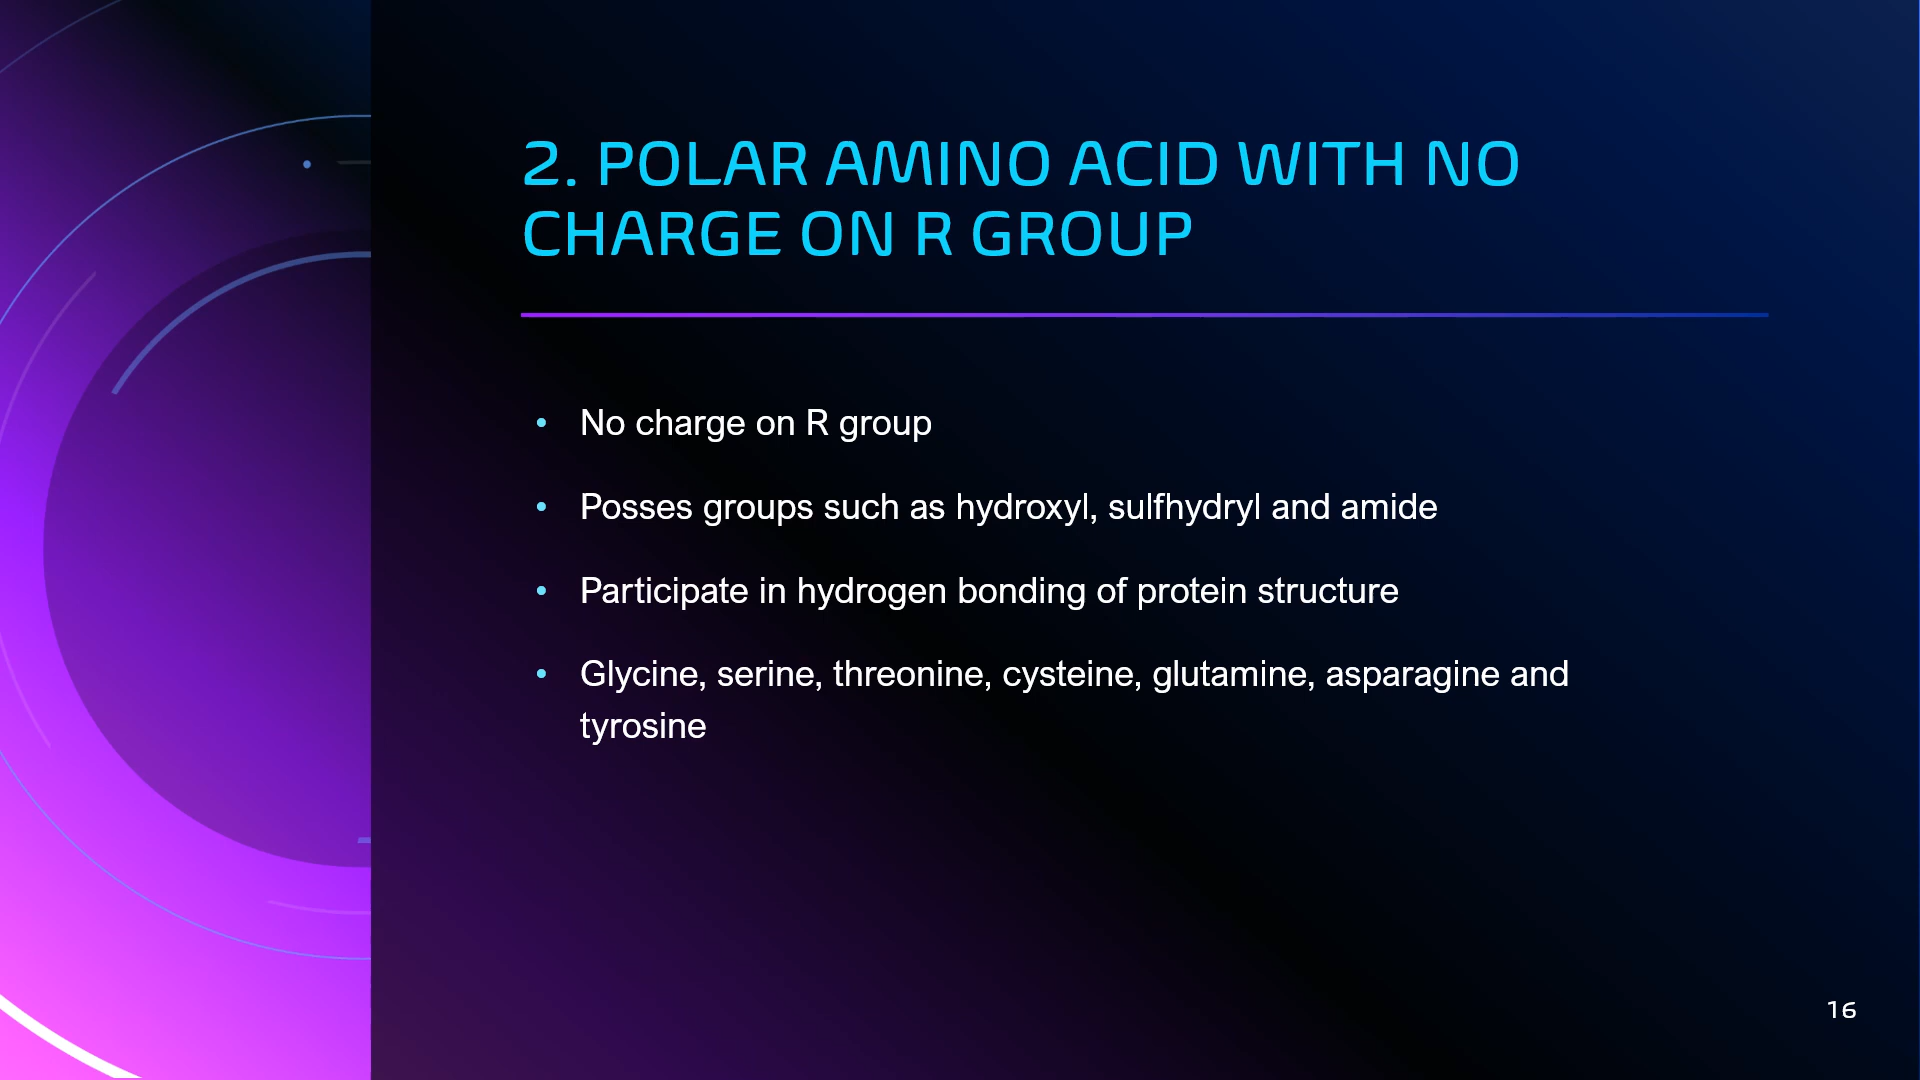 2. POLAR AMINO ACID WITH NO
CHARGE ON R GROUP
• No charge on R group
• Posses groups such as hydroxyl, sulfhydryl and amide
• Participate in hydrogen bonding of protein structure
• Glycine, serine, threonine, cysteine, glutamine, asparagine and
tyrosine
16